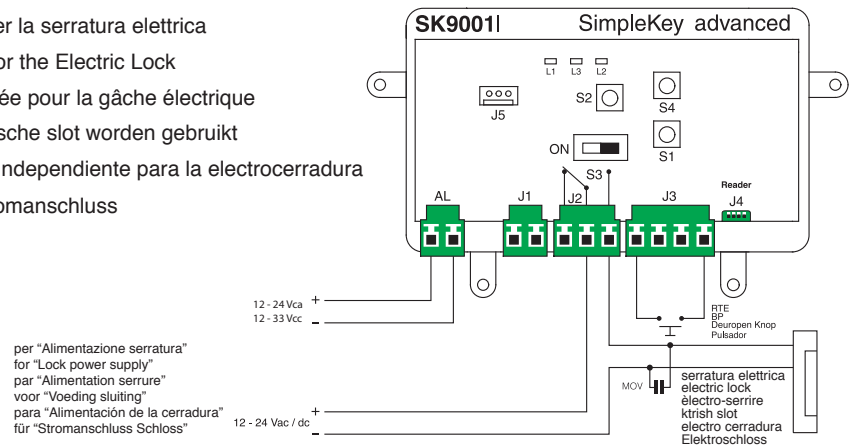 er la serratura elettrica
or the Electric Lock
ée pour la gâche électrique
sche slot worden gebruikt
independiente para la electrocerradura
omanschluss
SK9001I SimpleKey advanced
L1 L3 L2
J5
S2
S4
S1
ON
S3
AL J1 J2 J3
Reader
J4
12 - 24 Vca +
12 - 33 Vcc -
RTE
BP
Deuropen Knop
Pulsador
per “Alimentazione serratura”
for “Lock power supply”
par “Alimentation serrure”
voor “Voeding sluiting”
para “Alimentación de la cerradura”
für “Stromanschluss Schloss”
12 - 24 Vac / dc + -
MOV
serratura elettrica
electric lock
èlectro-serrire
ktrish slot
electro cerradura
Elektroschloss